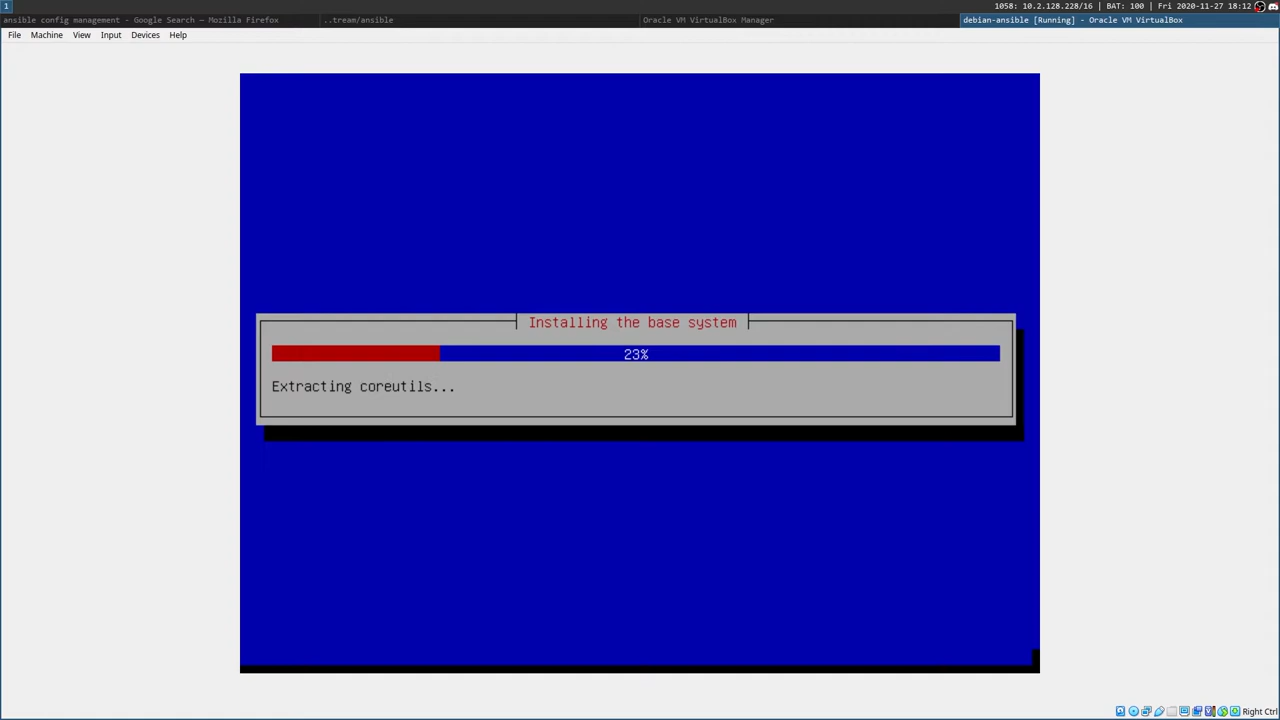 1 1058: 10.2.128.228/16 | BAT: 100 | Fri 2020-11-27 18:12
ansible config management - Google Search — Mozilla Firefox ..tream/ansible Oracle VM VirtualBox Manager debian-ansible [Running] - Oracle VM VirtualBox
File Machine View Input Devices Help
Installing the base system
23%
Extracting coreutils...
Right Ctrl